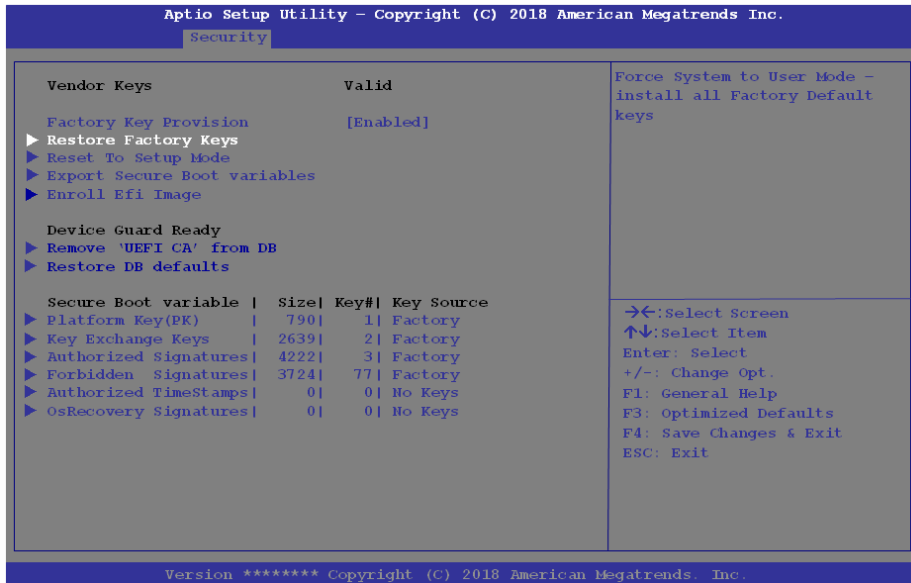 Aptio Setup Utility – Copyright (C) 2018 American Megatrends Inc.
Security
Vendor Keys Valid
Factory Key Provision [Enabled]
▶ Restore Factory Keys
▶ Reset To Setup Mode
▶ Export Secure Boot variables
▶ Enroll Efi Image
Device Guard Ready
▶ Remove 'UEFI CA' from DB
▶ Restore DB defaults
Secure Boot variable | Size| Key#| Key Source
▶ Platform Key(PK) | 790| 1| Factory
▶ Key Exchange Keys | 2639| 2| Factory
▶ Authorized Signatures| 4222| 3| Factory
▶ Forbidden Signatures| 3724| 77| Factory
▶ Authorized TimeStamps| 0| 0| No Keys
▶ OsRecovery Signatures| 0| 0| No Keys
Force System to User Mode –
install all Factory Default
keys
→←:Select Screen
↑↓:Select Item
Enter: Select
+/-: Change Opt.
F1: General Help
F3: Optimized Defaults
F4: Save Changes & Exit
ESC: Exit
Version ******** Copyright (C) 2018 American Megatrends. Inc.